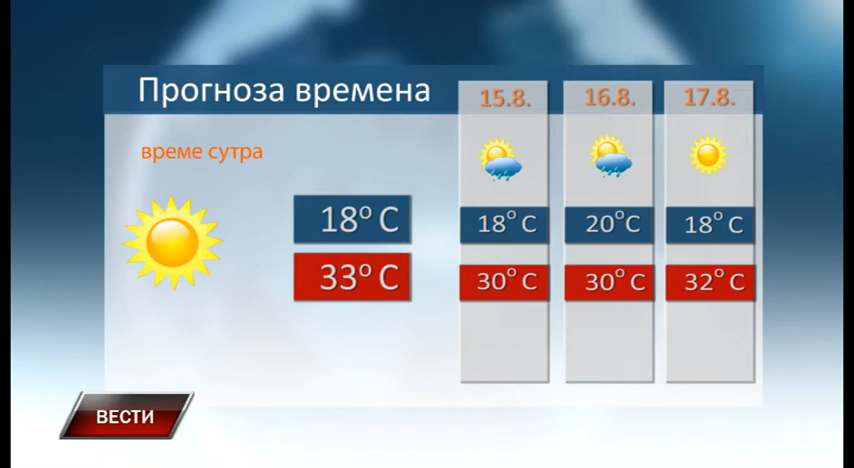 Прогноза времена
време сутра
18° C
33° C
15.8. 16.8. 17.8.
18° C 20°C 18° C
30° C 30° C 32° C
ВЕСТИ